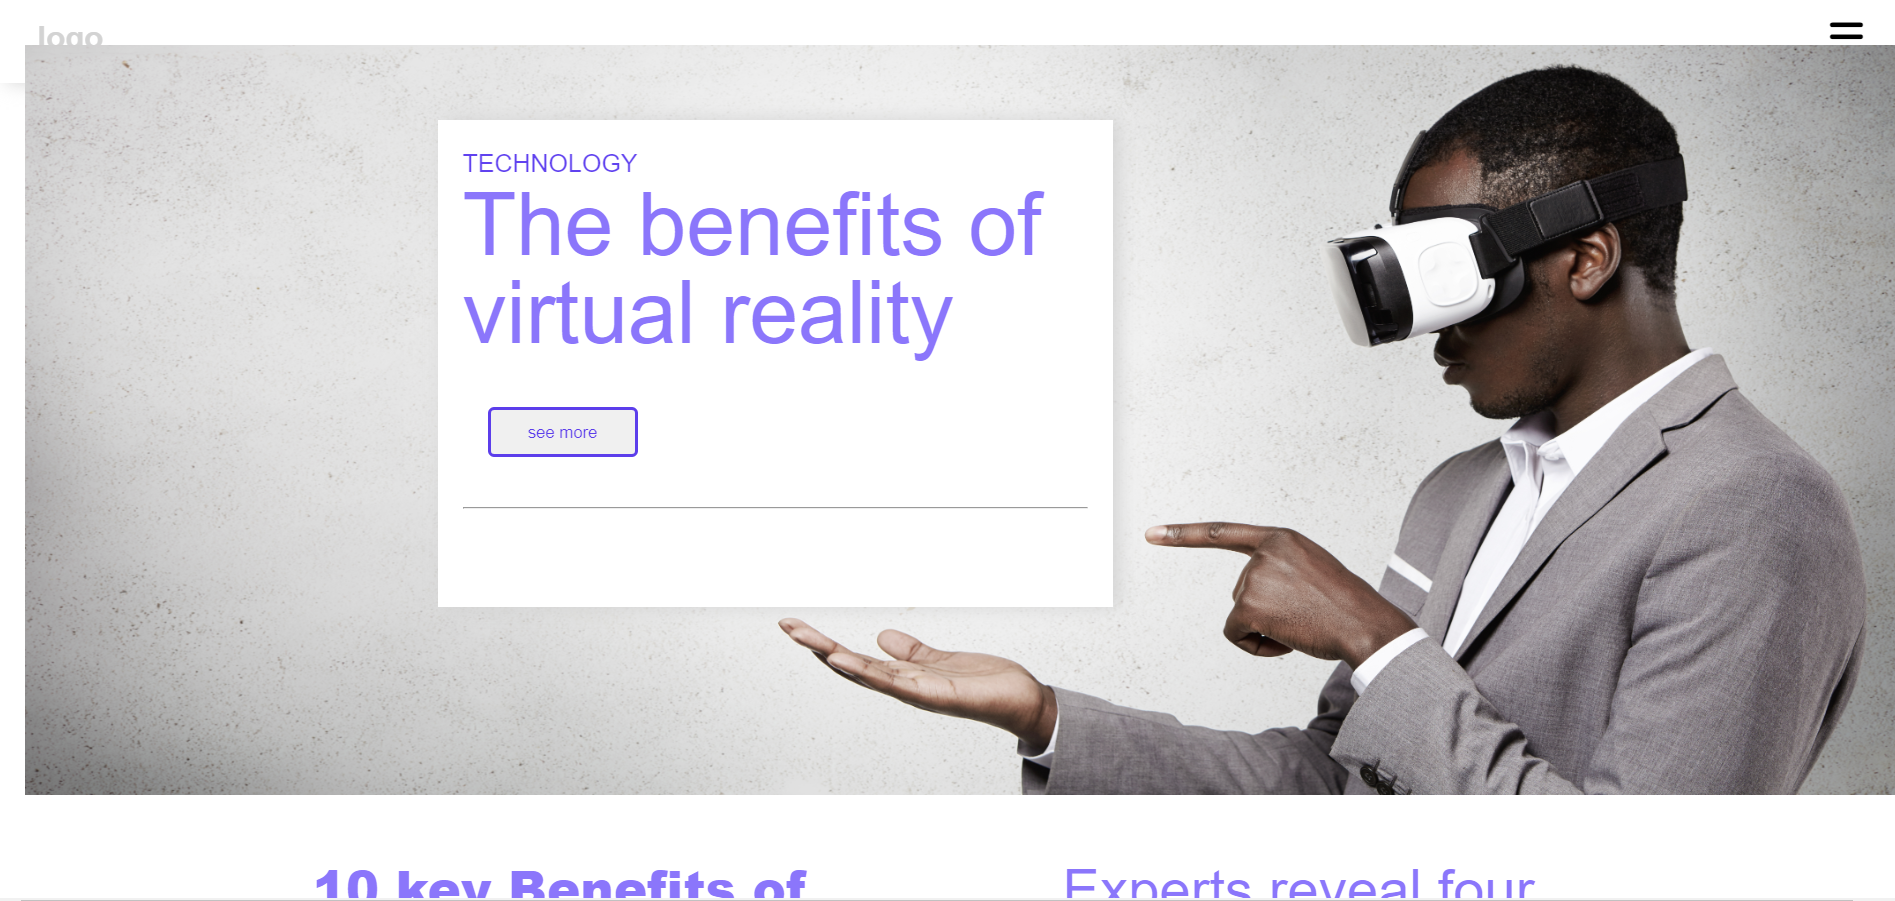 logo
TECHNOLOGY
The benefits of
virtual reality
see more
10 key Benefits of
Experts reveal four